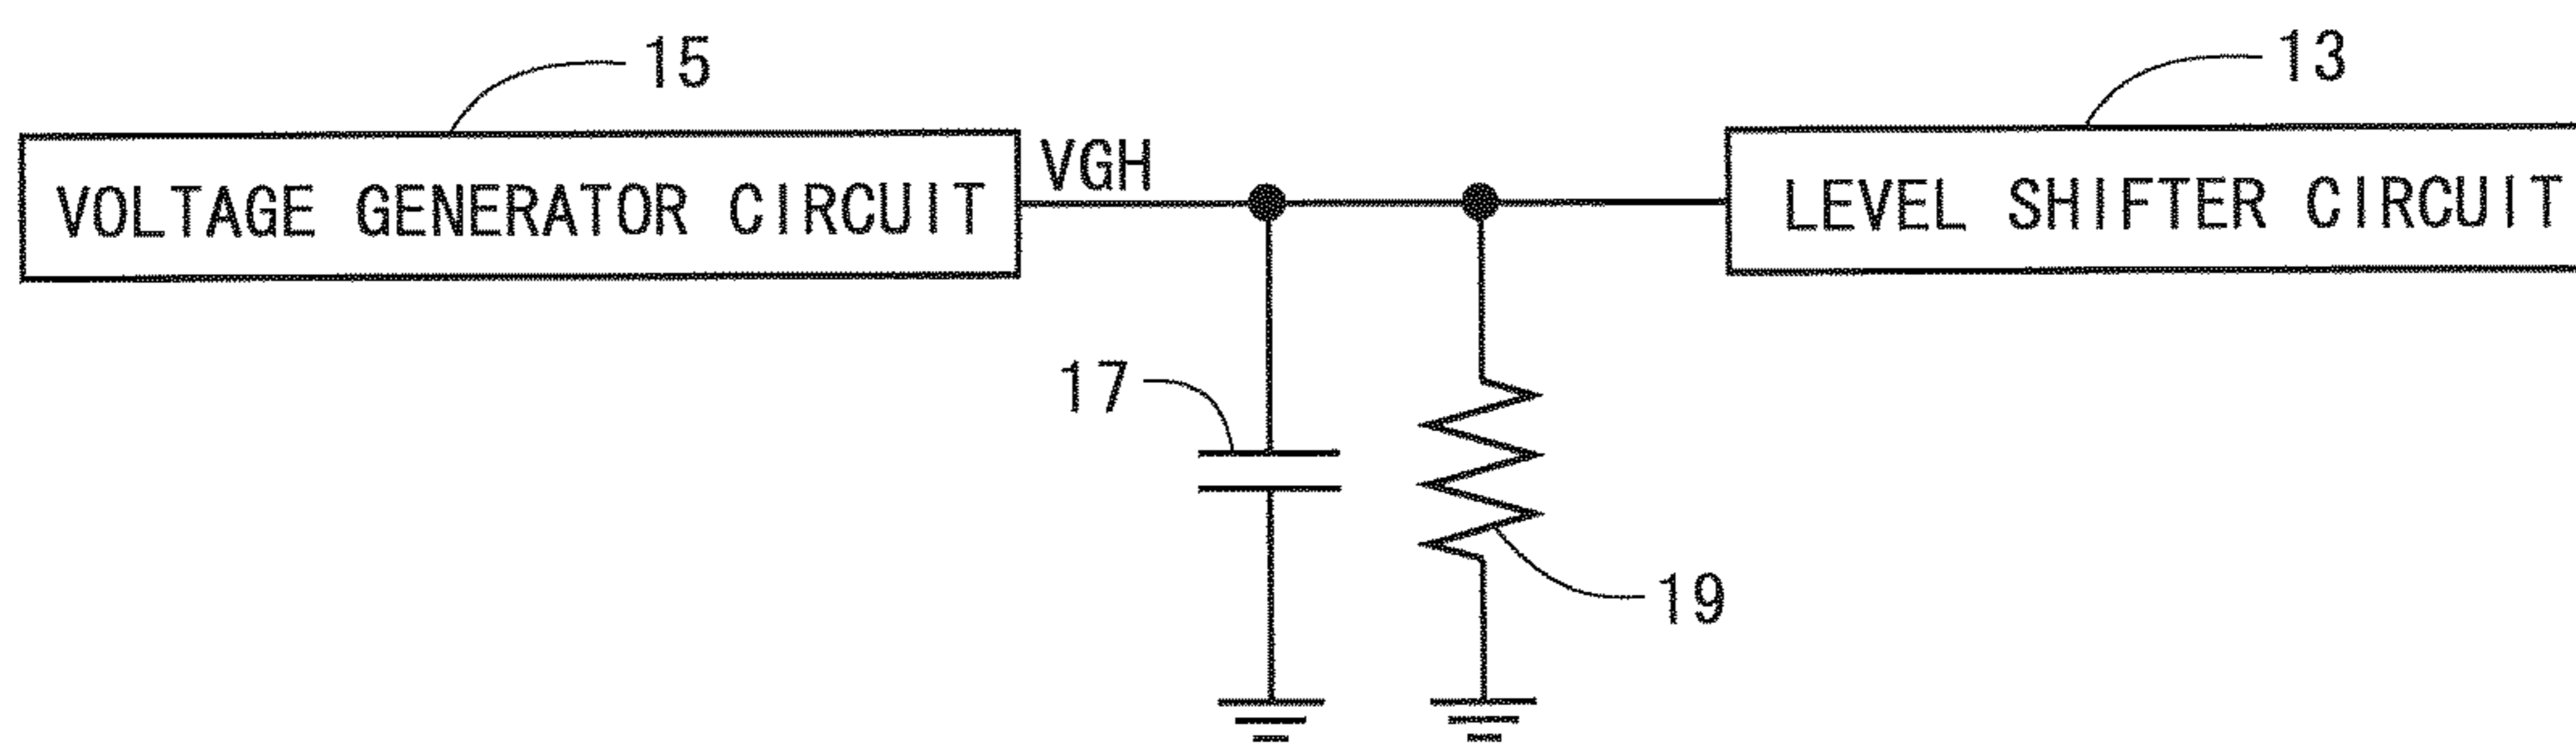 15
13
VGH
VOLTAGE GENERATOR CIRCUIT
LEVEL SHIFTER CIRCUIT
17
19